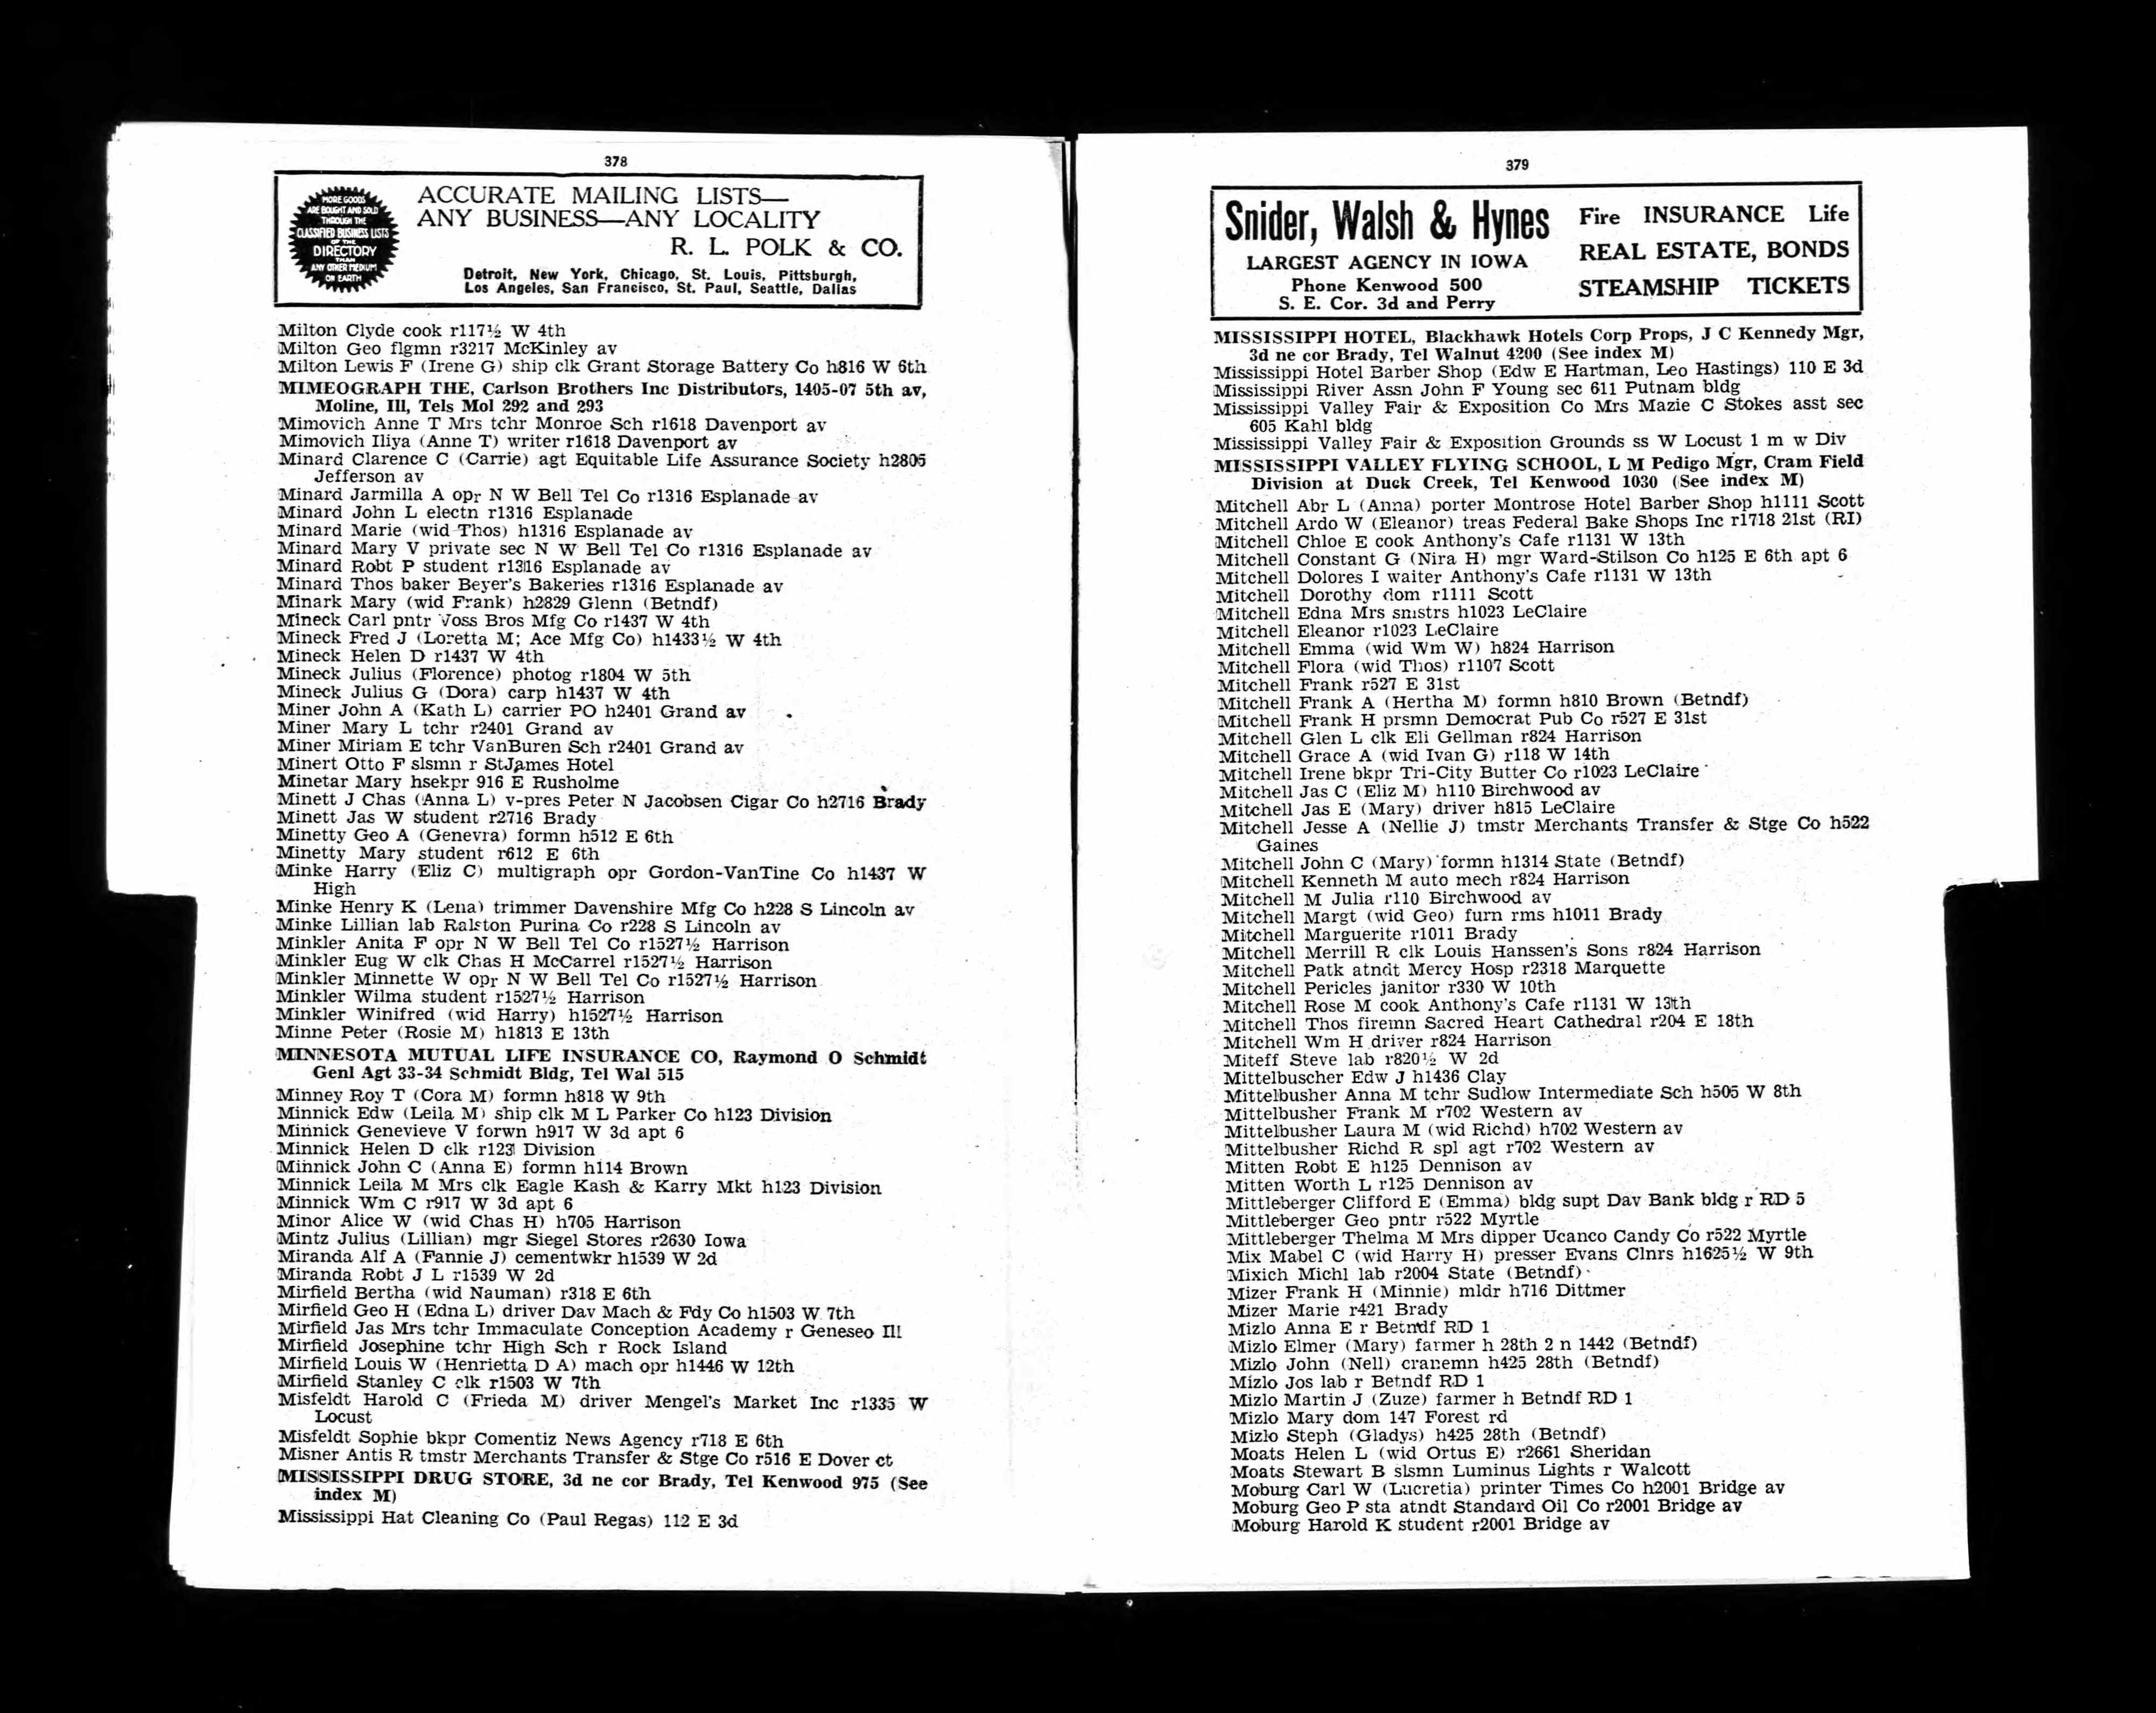 378
MORE GOODS
ARE BOUGHT AND SOLD
THROUGH THE
CLASSIFIED BUSINESS LISTS
OF THE
DIRECTORY
THAN
ANY OTHER MEDIUM
ON EARTH
ACCURATE MAILING LISTS—
ANY BUSINESS—ANY LOCALITY
R. L. POLK & CO.
Detroit, New York, Chicago, St. Louis, Pittsburgh,
Los Angeles, San Francisco, St. Paul, Seattle, Dallas
Milton Clyde cook r117½ W 4th
Milton Geo flgmn r3217 McKinley av
Milton Lewis F (Irene G) ship clk Grant Storage Battery Co h816 W 6th
MIMEOGRAPH THE, Carlson Brothers Inc Distributors, 1405-07 5th av,
Moline, Ill, Tels Mol 292 and 293
Mimovich Anne T Mrs tchr Monroe Sch r1618 Davenport av
Mimovich Iliya (Anne T) writer r1618 Davenport av
Minard Clarence C (Carrie) agt Equitable Life Assurance Society h2805
Jefferson av
Minard Jarmilla A opr N W Bell Tel Co r1316 Esplanade av
Minard John L electn r1316 Esplanade
Minard Marie (wid Thos) h1316 Esplanade av
Minard Mary V private sec N W Bell Tel Co r1316 Esplanade av
Minard Robt P student r1316 Esplanade av
Minard Thos baker Beyer's Bakeries r1316 Esplanade av
Minark Mary (wid Frank) h2829 Glenn (Betndf)
Mineck Carl pntr Voss Bros Mfg Co r1437 W 4th
Mineck Fred J (Loretta M; Ace Mfg Co) h1433½ W 4th
Mineck Helen D r1437 W 4th
Mineck Julius (Florence) photog r1804 W 5th
Mineck Julius G (Dora) carp h1437 W 4th
Miner John A (Kath L) carrier PO h2401 Grand av
Miner Mary L tchr r2401 Grand av
Miner Miriam E tchr VanBuren Sch r2401 Grand av
Minert Otto F slsmn r StJames Hotel
Minetar Mary hsekpr 916 E Rusholme
Minett J Chas (Anna L) v-pres Peter N Jacobsen Cigar Co h2716 Brady
Minett Jas W student r2716 Brady
Minetty Geo A (Genevra) formn h512 E 6th
Minetty Mary student r612 E 6th
Minke Harry (Eliz C) multigraph opr Gordon-VanTine Co h1437 W
High
Minke Henry K (Lena) trimmer Davenshire Mfg Co h228 S Lincoln av
Minke Lillian lab Ralston Purina Co r228 S Lincoln av
Minkler Anita F opr N W Bell Tel Co r1527½ Harrison
Minkler Eug W clk Chas H McCarrel r1527½ Harrison
Minkler Minnette W opr N W Bell Tel Co r1527½ Harrison
Minkler Wilma student r1527½ Harrison
Minkler Winifred (wid Harry) h1527½ Harrison
Minne Peter (Rosie M) h1813 E 13th
MINNESOTA MUTUAL LIFE INSURANCE CO, Raymond O Schmidt
Genl Agt 33-34 Schmidt Bldg, Tel Wal 515
Minney Roy T (Cora M) formn h818 W 9th
Minnick Edw (Leila M) ship clk M L Parker Co h123 Division
Minnick Genevieve V forwn h917 W 3d apt 6
Minnick Helen D clk r123 Division
Minnick John C (Anna E) formn h114 Brown
Minnick Leila M Mrs clk Eagle Kash & Karry Mkt h123 Division
Minnick Wm C r917 W 3d apt 6
Minor Alice W (wid Chas H) h705 Harrison
Mintz Julius (Lillian) mgr Siegel Stores r2630 Iowa
Miranda Alf A (Fannie J) cementwkr h1539 W 2d
Miranda Robt J L r1539 W 2d
Mirfield Bertha (wid Nauman) r318 E 6th
Mirfield Geo H (Edna L) driver Dav Mach & Fdy Co h1503 W 7th
Mirfield Jas Mrs tchr Immaculate Conception Academy r Geneseo Ill
Mirfield Josephine tchr High Sch r Rock Island
Mirfield Louis W (Henrietta D A) mach opr h1446 W 12th
Mirfield Stanley C clk r1503 W 7th
Misfeldt Harold C (Frieda M) driver Mengel's Market Inc r1335 W
Locust
Misfeldt Sophie bkpr Comentiz News Agency r718 E 6th
Misner Antis R tmstr Merchants Transfer & Stge Co r516 E Dover ct
MISSISSIPPI DRUG STORE, 3d ne cor Brady, Tel Kenwood 975 (See
index M)
Mississippi Hat Cleaning Co (Paul Regas) 112 E 3d
379
Snider, Walsh & Hynes
LARGEST AGENCY IN IOWA
Phone Kenwood 500
S. E. Cor. 3d and Perry
Fire INSURANCE Life
REAL ESTATE, BONDS
STEAMSHIP TICKETS
MISSISSIPPI HOTEL, Blackhawk Hotels Corp Props, J C Kennedy Mgr,
3d ne cor Brady, Tel Walnut 4200 (See index M)
Mississippi Hotel Barber Shop (Edw E Hartman, Leo Hastings) 110 E 3d
Mississippi River Assn John F Young sec 611 Putnam bldg
Mississippi Valley Fair & Exposition Co Mrs Mazie C Stokes asst sec
605 Kahl bldg
Mississippi Valley Fair & Exposition Grounds ss W Locust 1 m w Div
MISSISSIPPI VALLEY FLYING SCHOOL, L M Pedigo Mgr, Cram Field
Division at Duck Creek, Tel Kenwood 1030 (See index M)
Mitchell Abr L (Anna) porter Montrose Hotel Barber Shop h1111 Scott
Mitchell Ardo W (Eleanor) treas Federal Bake Shops Inc r1718 21st (RI)
Mitchell Chloe E cook Anthony's Cafe r1131 W 13th
Mitchell Constant G (Nira H) mgr Ward-Stilson Co h125 E 6th apt 6
Mitchell Dolores I waiter Anthony's Cafe r1131 W 13th
Mitchell Dorothy dom r1111 Scott
Mitchell Edna Mrs smstrs h1023 LeClaire
Mitchell Eleanor r1023 LeClaire
Mitchell Emma (wid Wm W) h824 Harrison
Mitchell Flora (wid Thos) r1107 Scott
Mitchell Frank r527 E 31st
Mitchell Frank A (Hertha M) formn h810 Brown (Betndf)
Mitchell Frank H prsmn Democrat Pub Co r527 E 31st
Mitchell Glen L clk Eli Gellman r824 Harrison
Mitchell Grace A (wid Ivan G) r118 W 14th
Mitchell Irene bkpr Tri-City Butter Co r1023 LeClaire
Mitchell Jas C (Eliz M) h110 Birchwood av
Mitchell Jas E (Mary) driver h815 LeClaire
Mitchell Jesse A (Nellie J) tmstr Merchants Transfer & Stge Co h522
Gaines
Mitchell John C (Mary) formn h1314 State (Betndf)
Mitchell Kenneth M auto mech r824 Harrison
Mitchell M Julia r110 Birchwood av
Mitchell Margt (wid Geo) furn rms h1011 Brady
Mitchell Marguerite r1011 Brady
Mitchell Merrill R clk Louis Hanssen's Sons r824 Harrison
Mitchell Patk atndt Mercy Hosp r2318 Marquette
Mitchell Pericles janitor r330 W 10th
Mitchell Rose M cook Anthony's Cafe r1131 W 13th
Mitchell Thos firemn Sacred Heart Cathedral r204 E 18th
Mitchell Wm H driver r824 Harrison
Miteff Steve lab r820½ W 2d
Mittelbuscher Edw J h1436 Clay
Mittelbusher Anna M tchr Sudlow Intermediate Sch h505 W 8th
Mittelbusher Frank M r702 Western av
Mittelbusher Laura M (wid Richd) h702 Western av
Mittelbusher Richd R spl agt r702 Western av
Mitten Robt E h125 Dennison av
Mitten Worth L r125 Dennison av
Mittleberger Clifford E (Emma) bldg supt Dav Bank bldg r RD 5
Mittleberger Geo pntr r522 Myrtle
Mittleberger Thelma M Mrs dipper Ucanco Candy Co r522 Myrtle
Mix Mabel C (wid Harry H) presser Evans Clnrs h1625½ W 9th
Mixich Michl lab r2004 State (Betndf)
Mizer Frank H (Minnie) mldr h716 Dittmer
Mizer Marie r421 Brady
Mizlo Anna E r Betndf RD 1
Mizlo Elmer (Mary) farmer h 28th 2 n 1442 (Betndf)
Mizlo John (Nell) cranemn h425 28th (Betndf)
Mizlo Jos lab r Betndf RD 1
Mizlo Martin J (Zuze) farmer h Betndf RD 1
Mizlo Mary dom 147 Forest rd
Mizlo Steph (Gladys) h425 28th (Betndf)
Moats Helen L (wid Ortus E) r2661 Sheridan
Moats Stewart B slsmn Luminus Lights r Walcott
Moburg Carl W (Lucretia) printer Times Co h2001 Bridge av
Moburg Geo P sta atndt Standard Oil Co r2001 Bridge av
Moburg Harold K student r2001 Bridge av